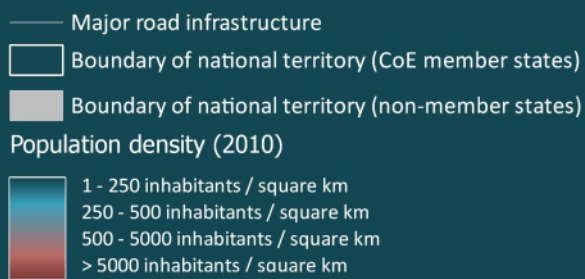 Major road infrastructure
Boundary of national territory (CoE member states)
Boundary of national territory (non-member states)
Population density (2010)
1 - 250 inhabitants / square km
250 - 500 inhabitants / square km
500 - 5000 inhabitants / square km
> 5000 inhabitants / square km